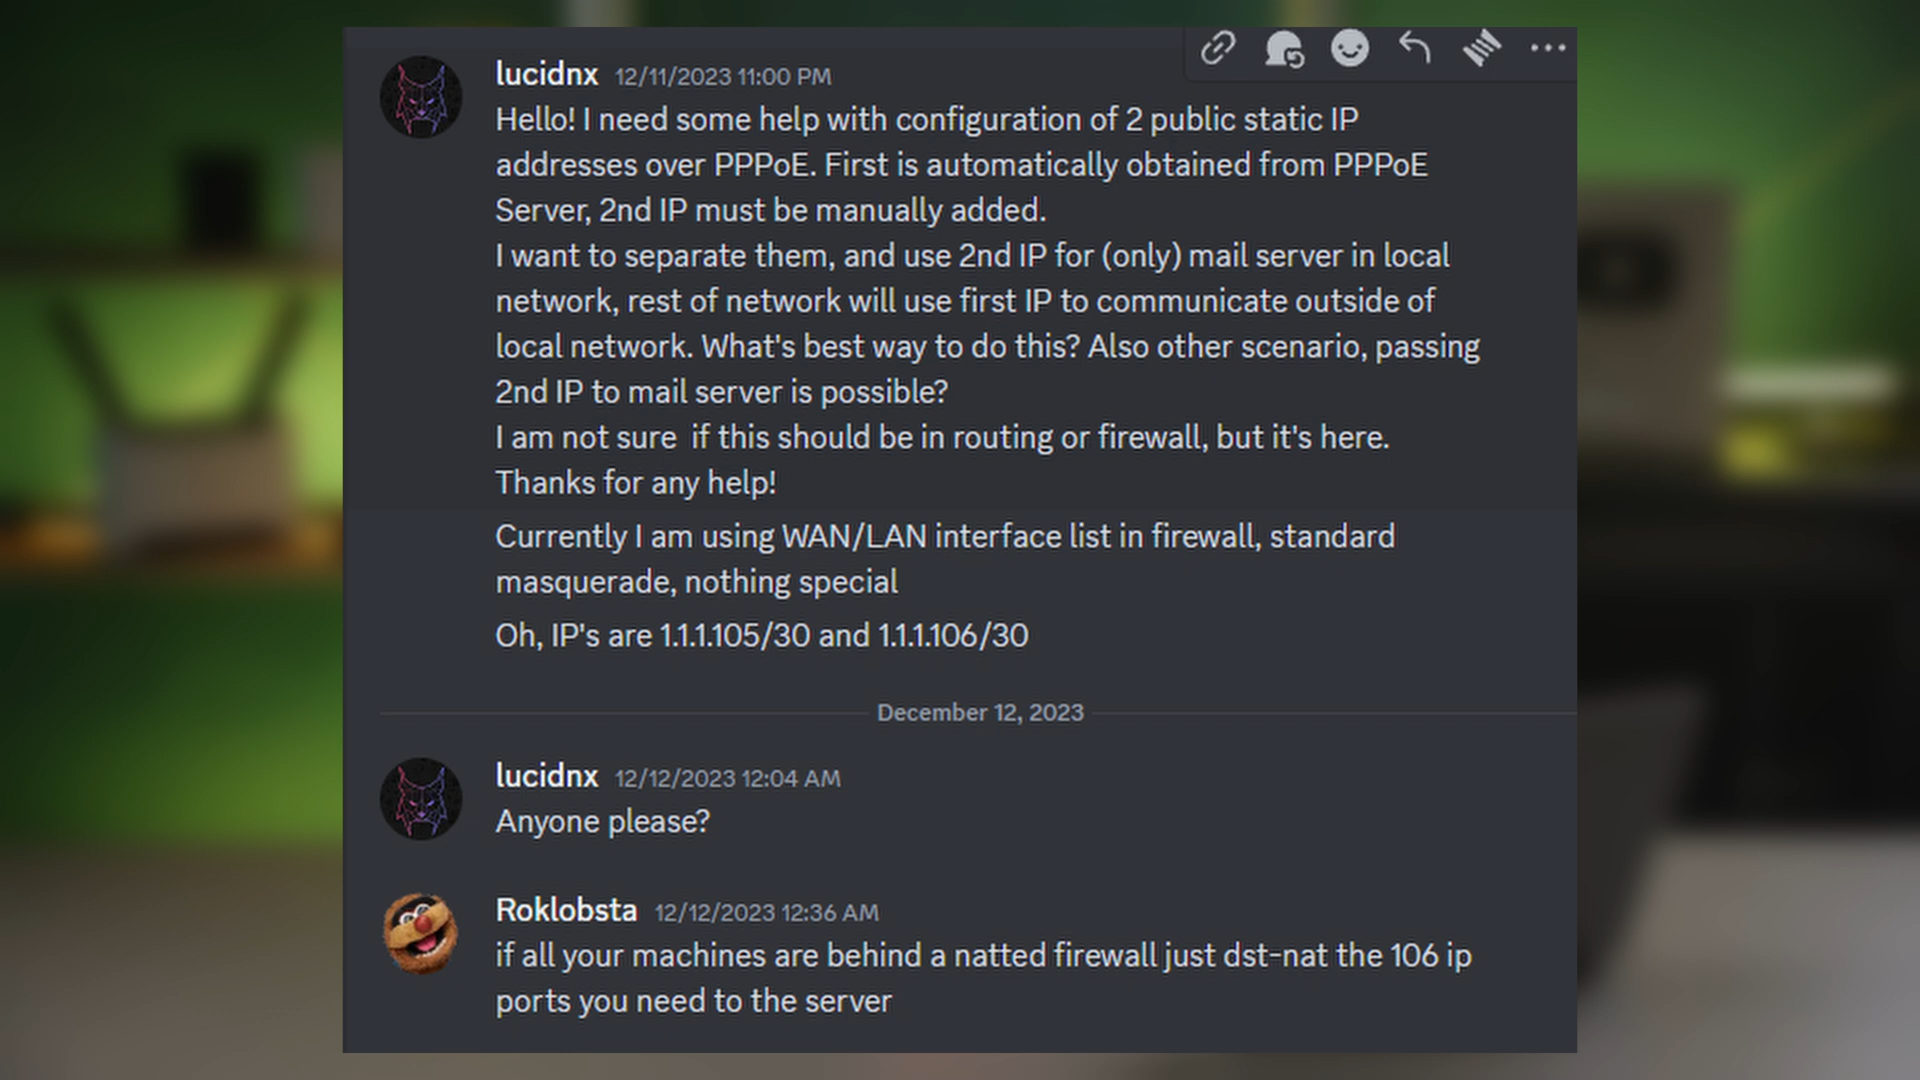 lucidnx 12/11/2023 11:00 PM
Hello! I need some help with configuration of 2 public static IP
addresses over PPPoE. First is automatically obtained from PPPoE
Server, 2nd IP must be manually added.
I want to separate them, and use 2nd IP for (only) mail server in local
network, rest of network will use first IP to communicate outside of
local network. What's best way to do this? Also other scenario, passing
2nd IP to mail server is possible?
I am not sure  if this should be in routing or firewall, but it's here.
Thanks for any help!
Currently I am using WAN/LAN interface list in firewall, standard
masquerade, nothing special
Oh, IP's are 1.1.1.105/30 and 1.1.1.106/30
December 12, 2023
lucidnx 12/12/2023 12:04 AM
Anyone please?
Roklobsta 12/12/2023 12:36 AM
if all your machines are behind a natted firewall just dst-nat the 106 ip
ports you need to the server